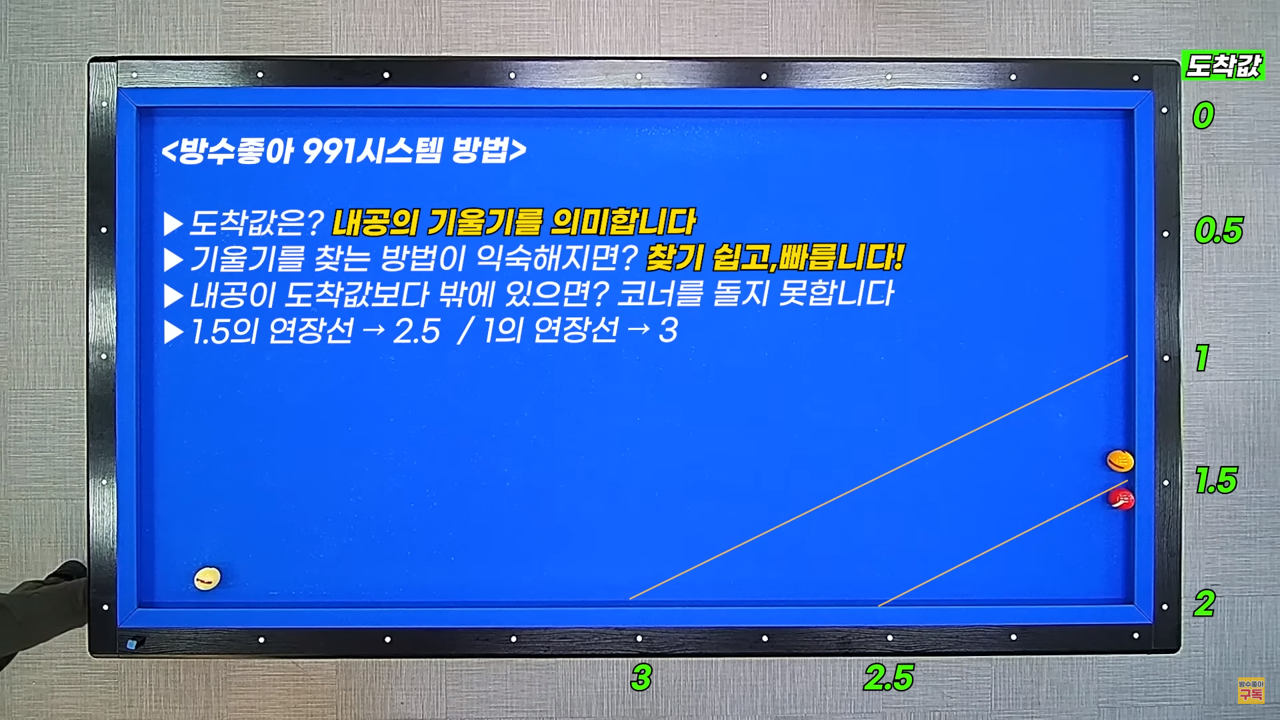 도착값
0
<방수좋아 991시스템 방법>
0.5
▶도착값은? 내공의 기울기를 의미합니다
▶기울기를 찾는 방법이 익숙해지면? 찾기 쉽고,빠릅니다!
▶내공이 도착값보다 밖에 있으면? 코너를 돌지 못합니다
▶1.5의 연장선 → 2.5 / 1의 연장선 → 3
1
1.5
2
3
2.5
방수좋아
구독